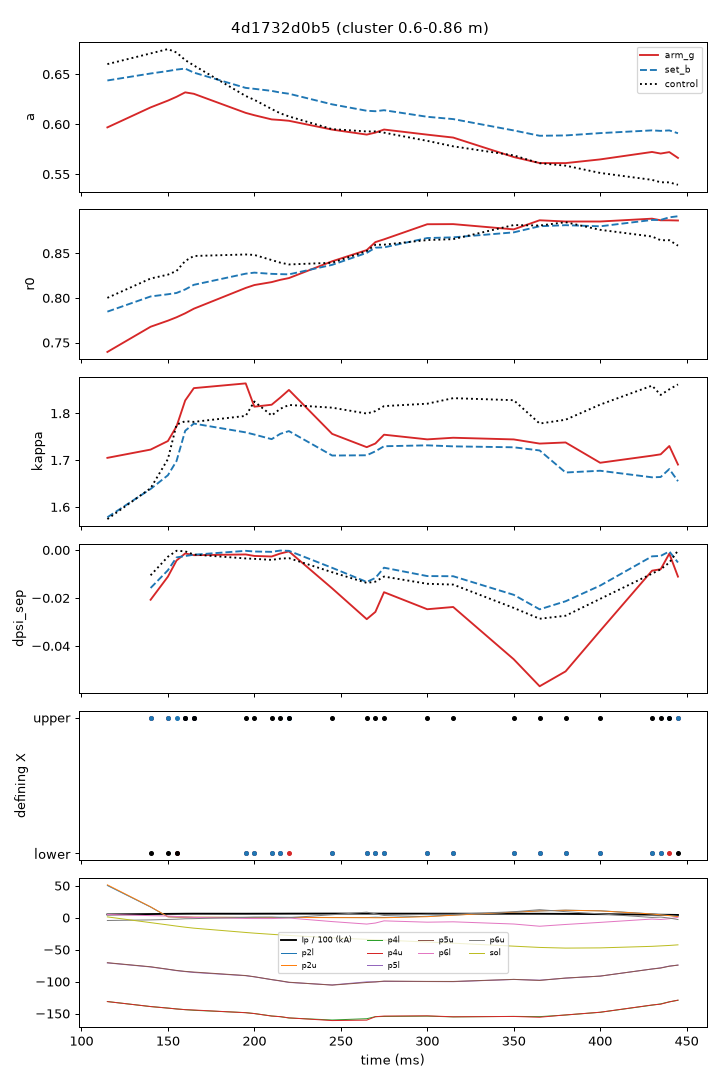 4d1732d0b5 (cluster 0.6-0.86 m)
arm_g
set_b
control
a
0.65
0.60
0.55
r0
0.85
0.80
0.75
kappa
1.8
1.7
1.6
dpsi_sep
0.00
−0.02
−0.04
defining X
upper
lower
50
0
−50
−100
−150
Ip / 100 (kA)
p2l
p2u
p4l
p4u
p5l
p5u
p6l
p6u
sol
100 150 200 250 300 350 400 450
time (ms)